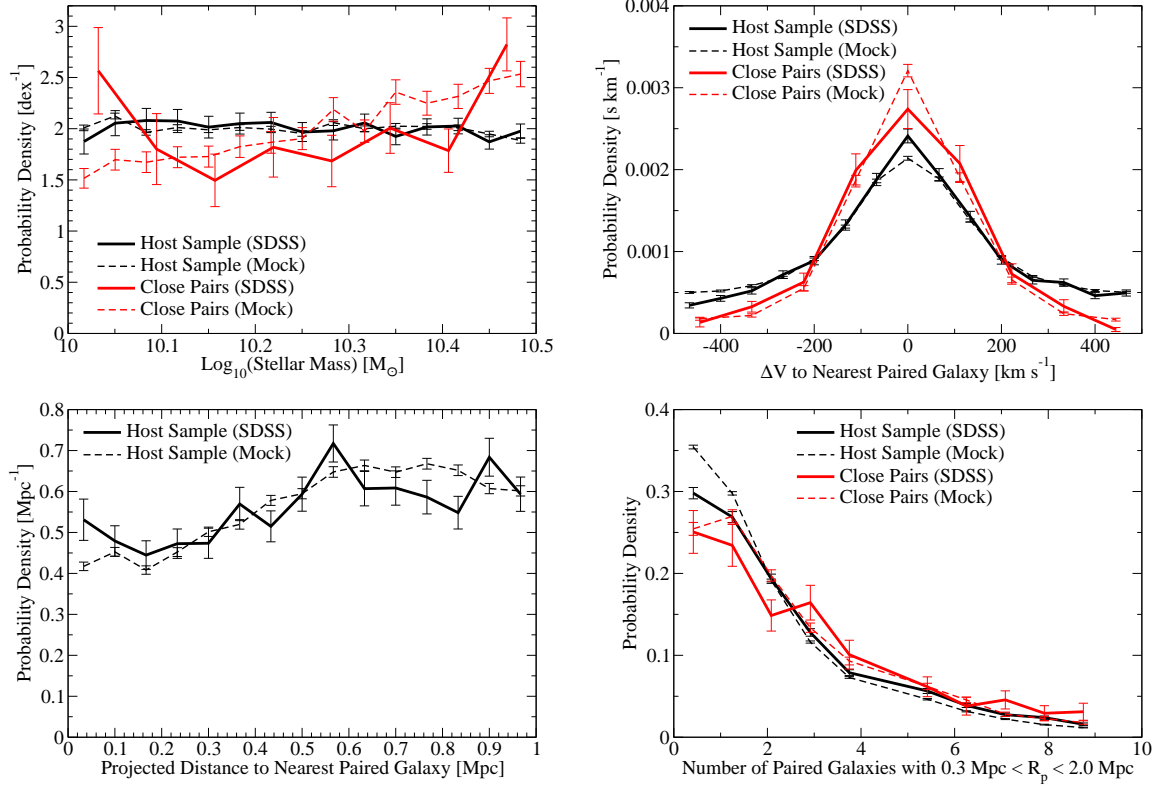 3
2.5
2
1.5
1
0.5
0
Probability Density [dex⁻¹]
Host Sample (SDSS)
Host Sample (Mock)
Close Pairs (SDSS)
Close Pairs (Mock)
10 10.1 10.2 10.3 10.4 10.5
Log₁₀(Stellar Mass) [M⊙]
0.004
0.003
0.002
0.001
0
Probability Density [s km⁻¹]
Host Sample (SDSS)
Host Sample (Mock)
Close Pairs (SDSS)
Close Pairs (Mock)
-400 -200 0 200 400
ΔV to Nearest Paired Galaxy [km s⁻¹]
0.8
0.7
0.6
0.5
0.4
0.3
0.2
0.1
0
Probability Density [Mpc⁻¹]
Host Sample (SDSS)
Host Sample (Mock)
0 0.1 0.2 0.3 0.4 0.5 0.6 0.7 0.8 0.9 1
Projected Distance to Nearest Paired Galaxy [Mpc]
0.4
0.3
0.2
0.1
0
Probability Density
Host Sample (SDSS)
Host Sample (Mock)
Close Pairs (SDSS)
Close Pairs (Mock)
0 2 4 6 8 10
Number of Paired Galaxies with 0.3 Mpc < Rₚ < 2.0 Mpc